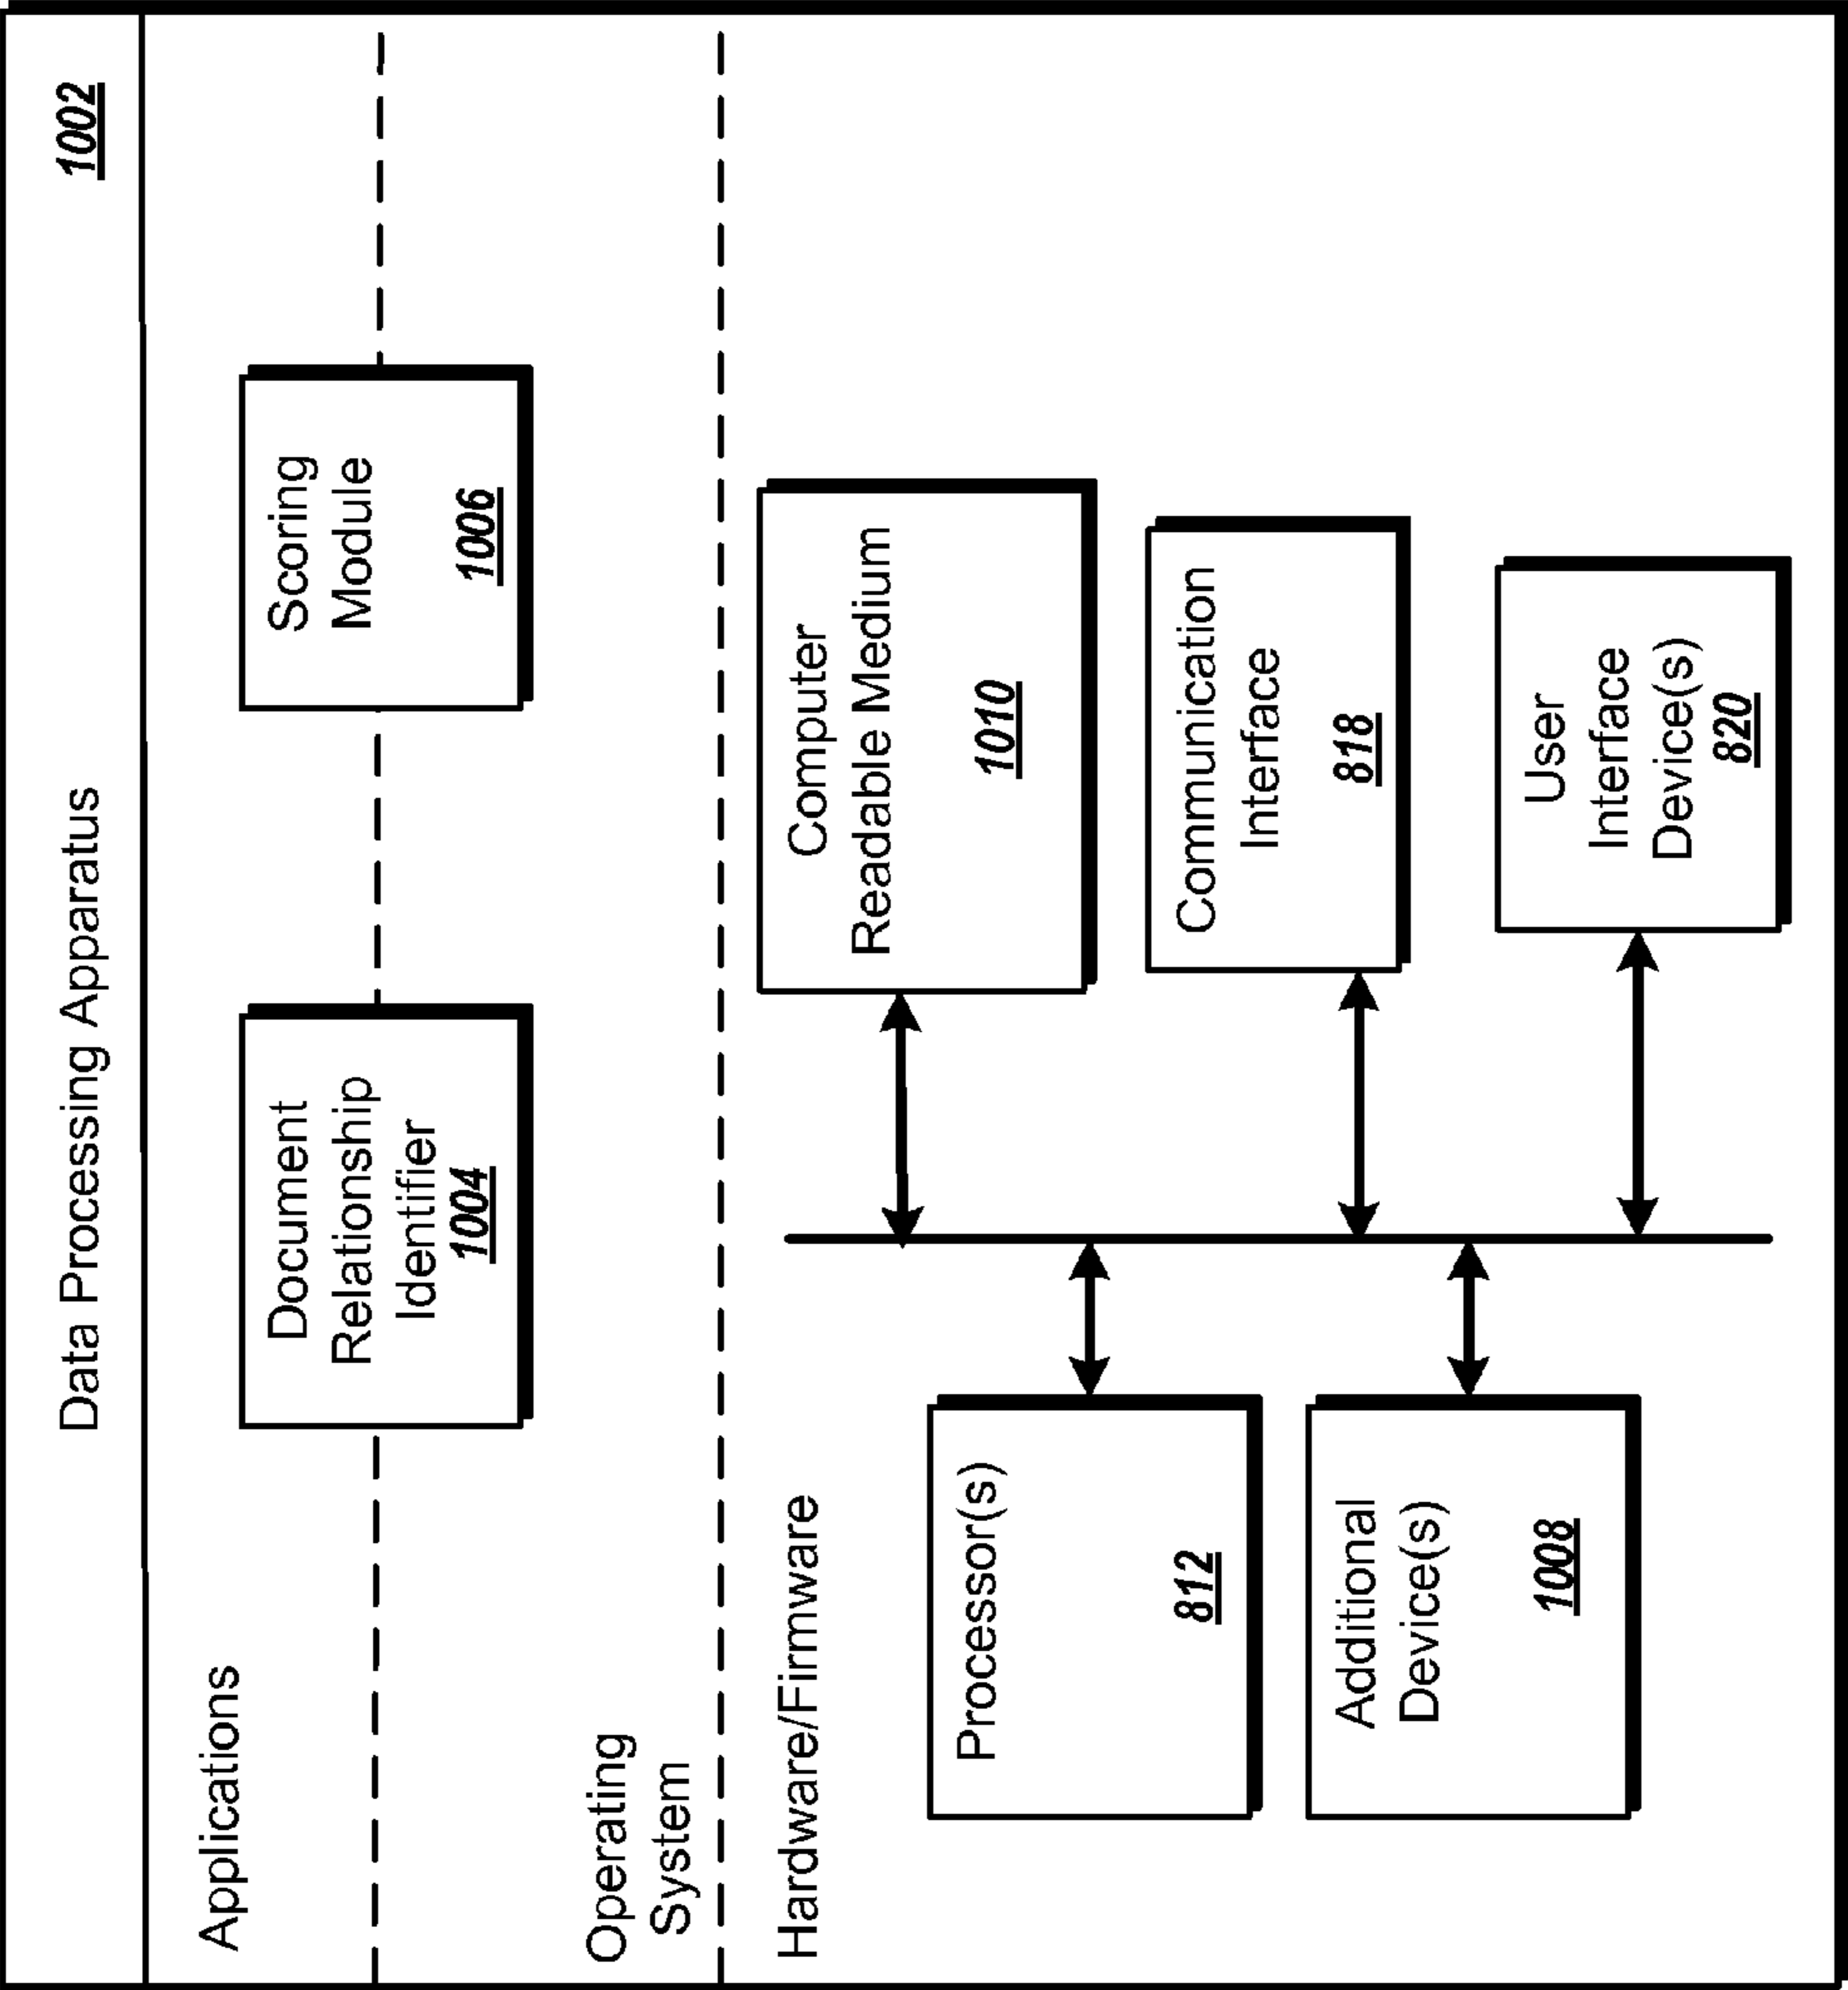 Data Processing Apparatus
1002
Applications
Document
Relationship
Identifier
1004
Scoring
Module
1006
Operating
System
Hardware/Firmware
Processor(s)
812
Additional
Device(s)
1008
Computer
Readable Medium
1010
Communication
Interface
818
User
Interface
Device(s)
820